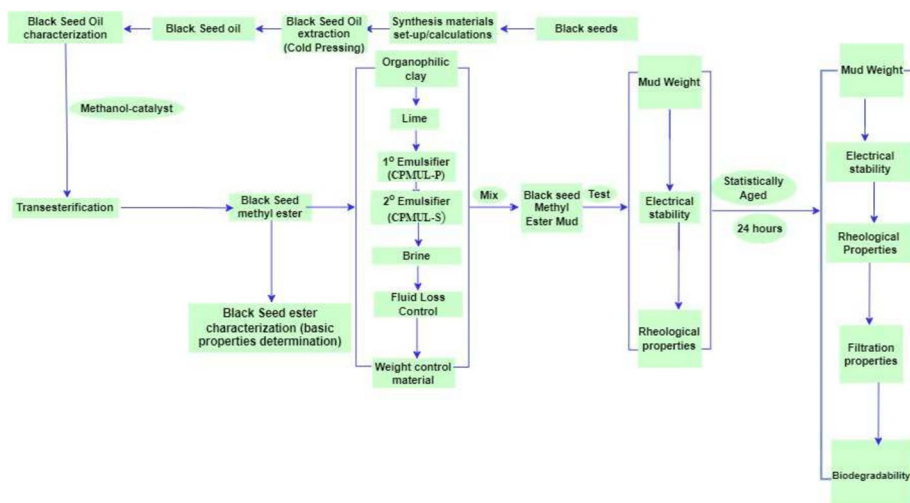 Black Seed Oil
characterization
Black Seed oil
Black Seed Oil
extraction
(Cold Pressing)
Synthesis materials
set-up/calculations
Black seeds
Methanol-catalyst
Transesterification
Black Seed
methyl ester
Black Seed ester
characterization (basic
properties determination)
Organophilic
clay
Lime
1° Emulsifier
(CPMUL-P)
2° Emulsifier
(CPMUL-S)
Brine
Fluid Loss
Control
Weight control
material
Mix
Black seed
Methyl
Ester Mud
Test
Mud Weight
Electrical
stability
Rheological
properties
Statistically
Aged
24 hours
Mud Weight
Electrical
stability
Rheological
Properties
Filtration
properties
Biodegradability